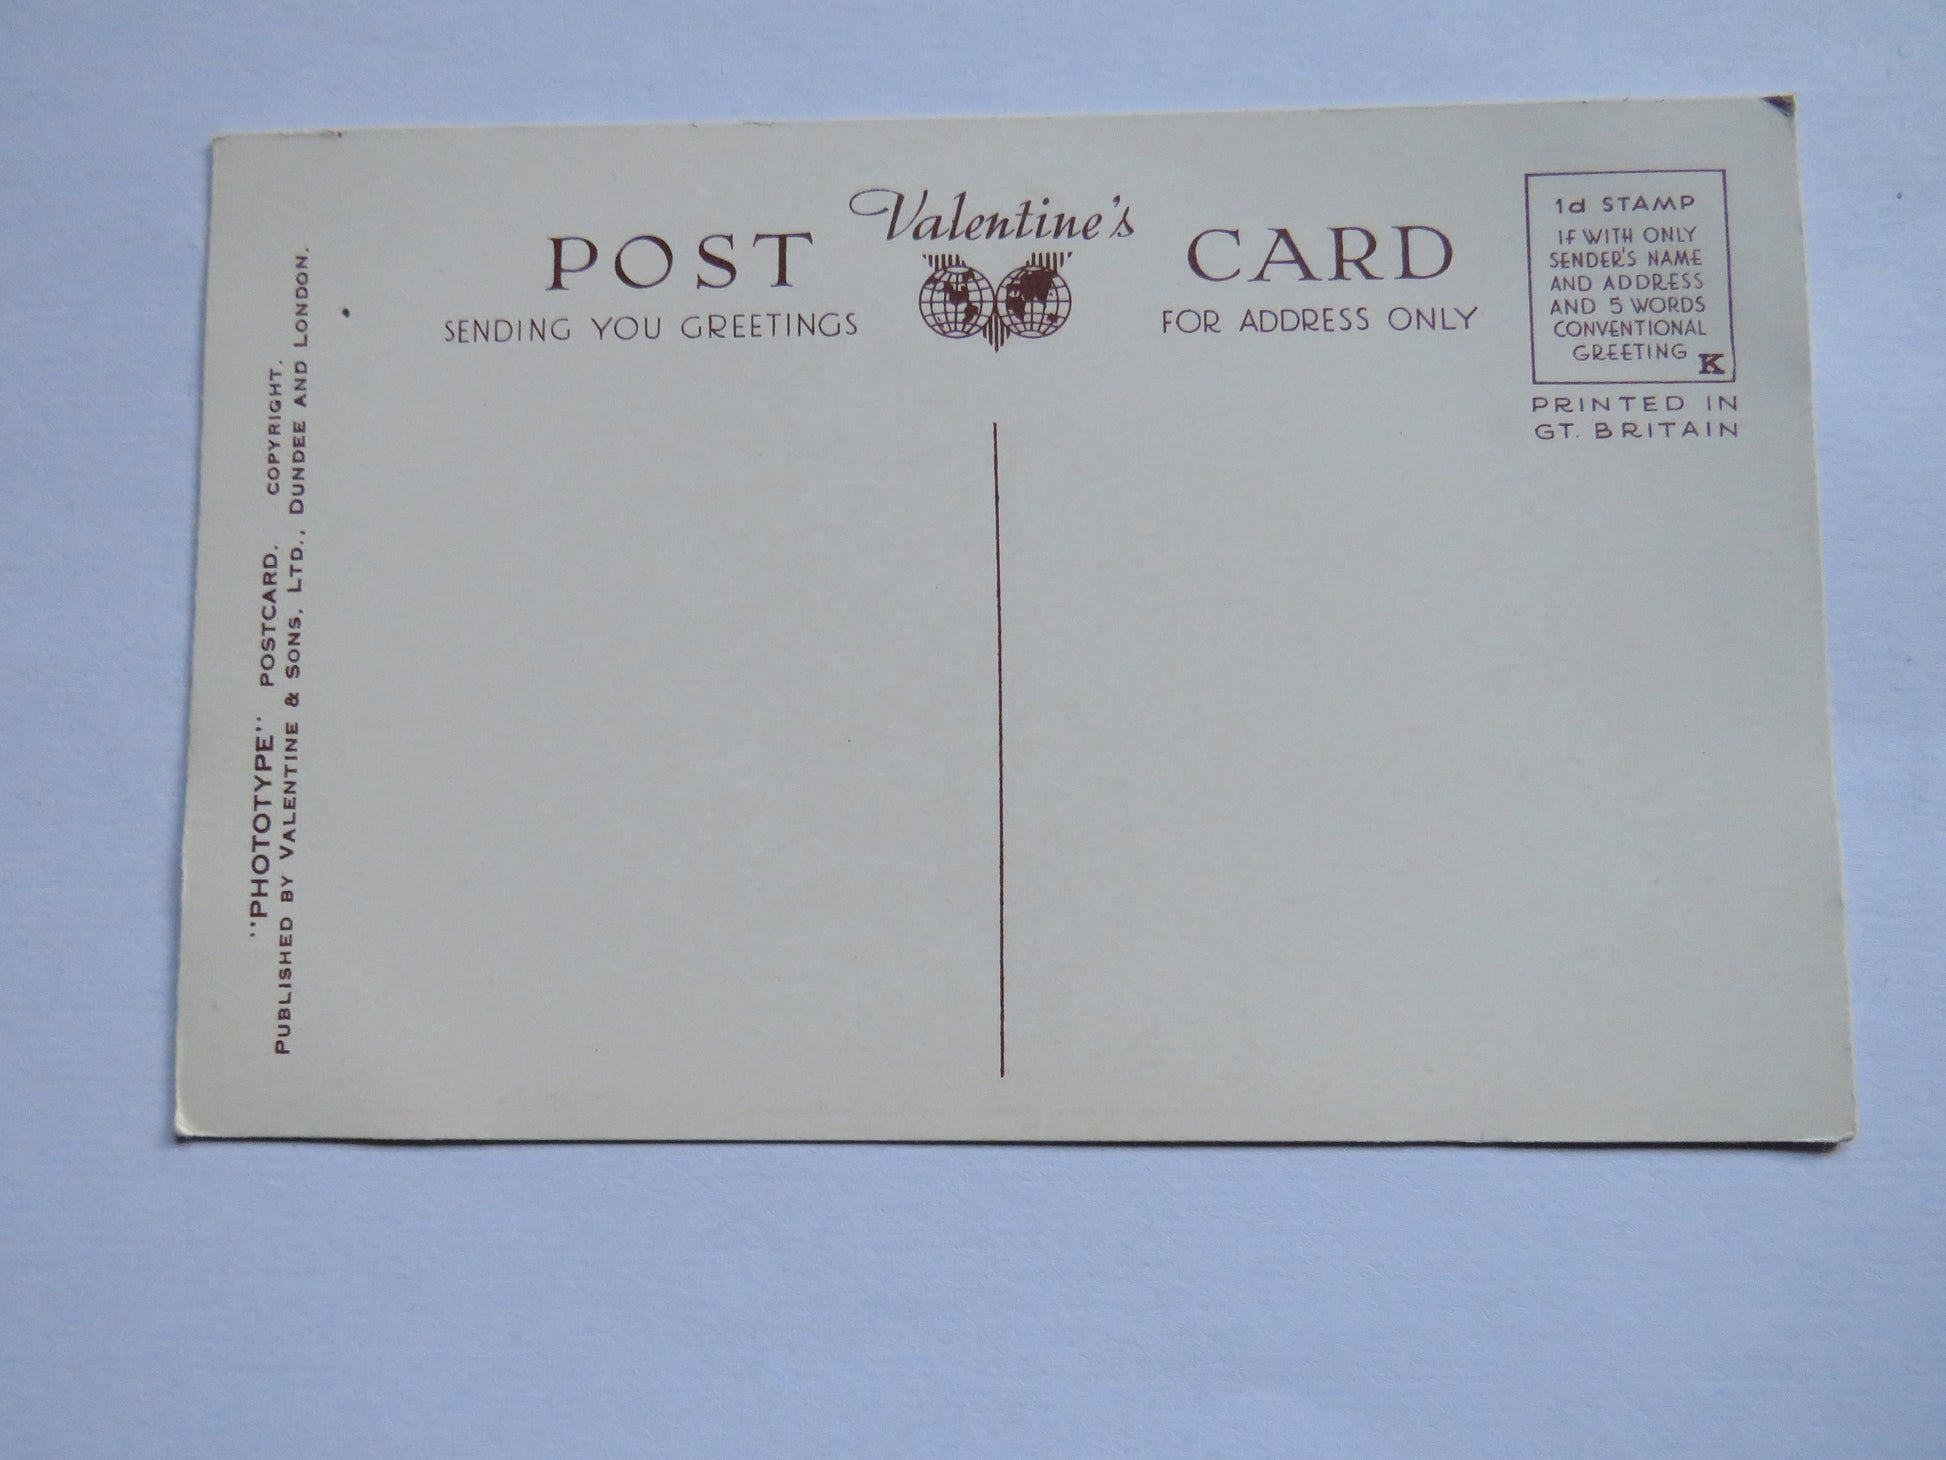 Valentine's
POST CARD
SENDING YOU GREETINGS
FOR ADDRESS ONLY
1d STAMP
IF WITH ONLY
SENDER'S NAME
AND ADDRESS
AND 5 WORDS
CONVENTIONAL
GREETING
K
PRINTED IN
GT. BRITAIN
"PHOTOTYPE" POSTCARD. COPYRIGHT.
PUBLISHED BY VALENTINE & SONS, LTD., DUNDEE AND LONDON.